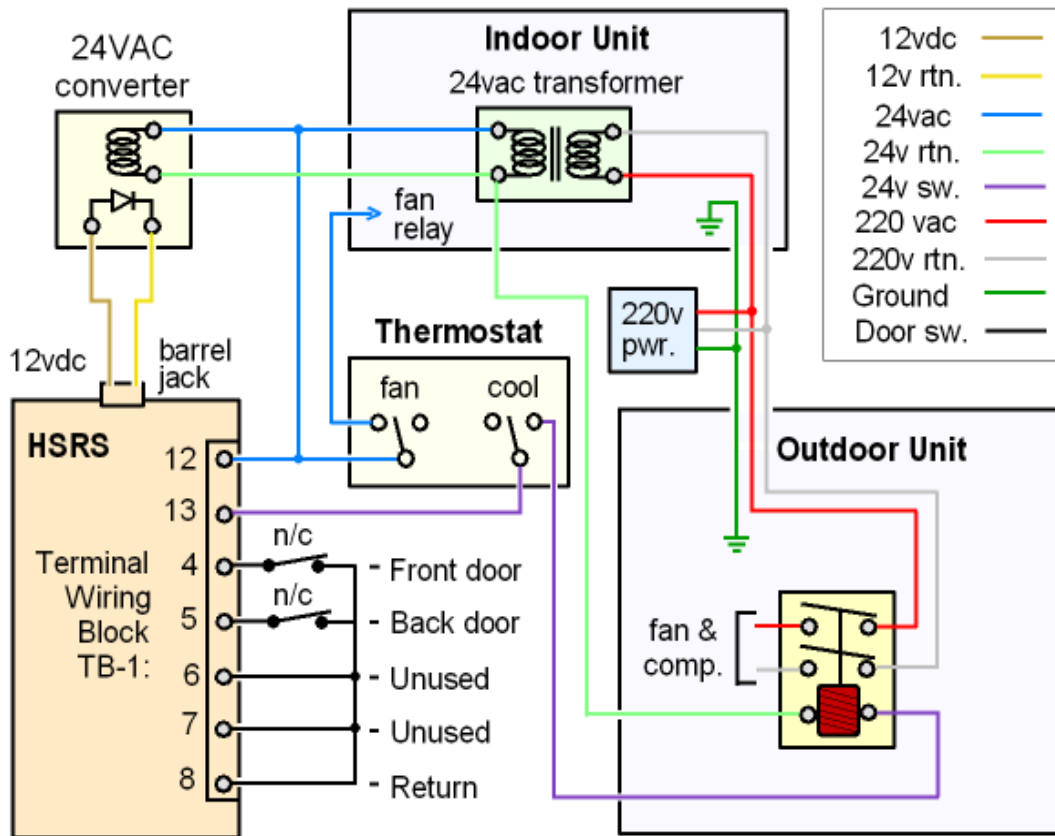 24VAC
converter
Indoor Unit
24vac transformer
fan
relay
12vdc
12v rtn.
24vac
24v rtn.
24v sw.
220 vac
220v rtn.
Ground
Door sw.
220v
pwr.
Thermostat
fan
cool
12vdc
barrel
jack
HSRS
12
13
4
5
6
7
8
Terminal
Wiring
Block
TB-1:
n/c
n/c
- Front door
- Back door
- Unused
- Unused
- Return
Outdoor Unit
fan &
comp.